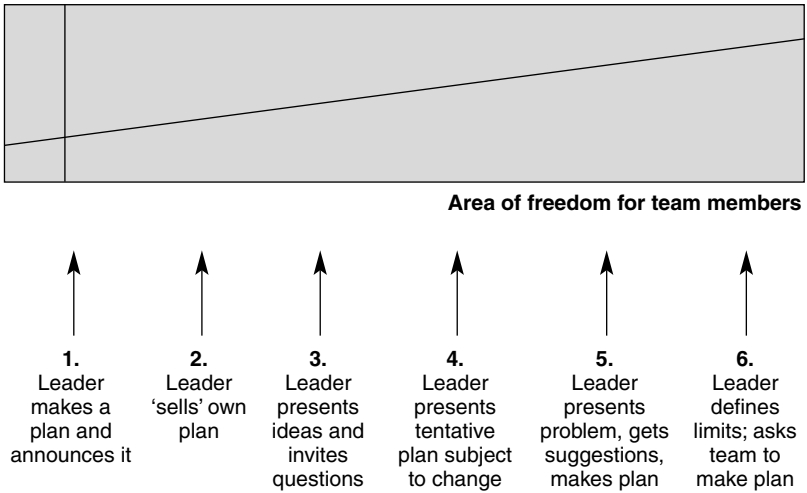 Area of freedom for team members
1.
Leader
makes a
plan and
announces it
2.
Leader
‘sells’ own
plan
3.
Leader
presents
ideas and
invites
questions
4.
Leader
presents
tentative
plan subject
to change
5.
Leader
presents
problem, gets
suggestions,
makes plan
6.
Leader
defines
limits; asks
team to
make plan